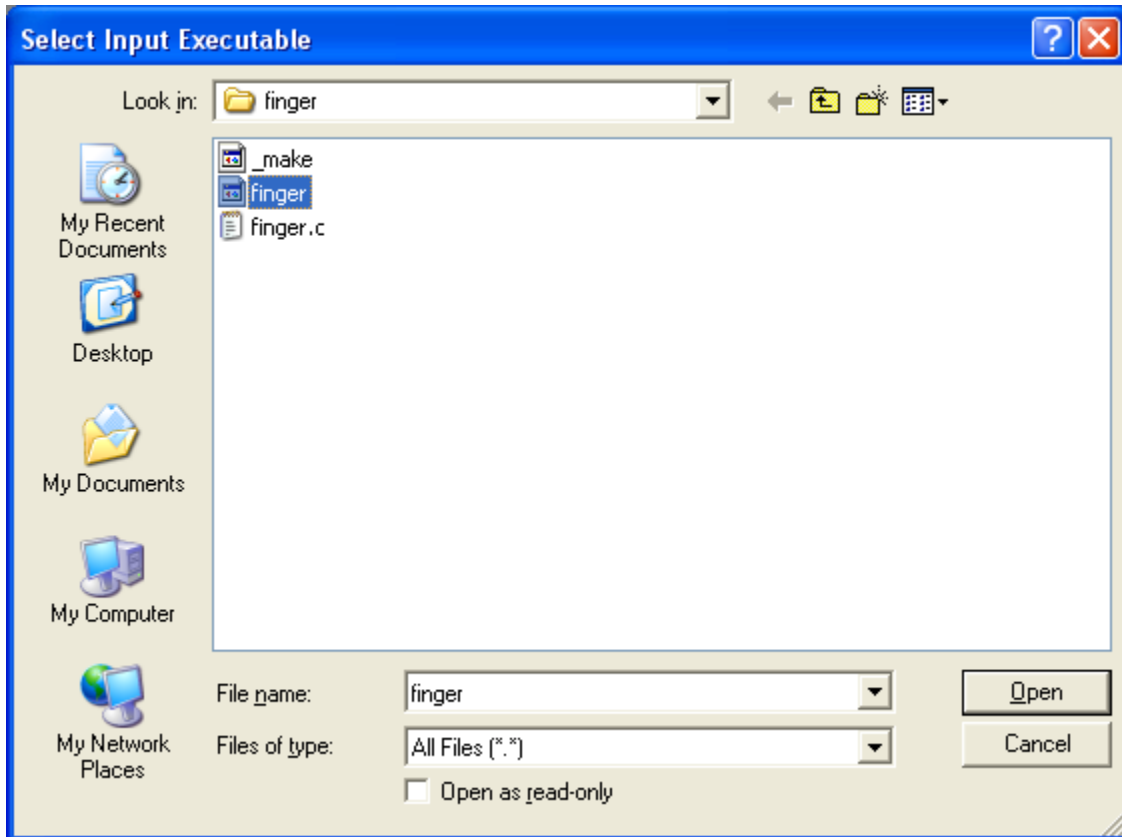 Select Input Executable
Look in: finger
_make
finger
finger.c
My Recent
Documents
Desktop
My Documents
My Computer
My Network
Places
File name: finger Open
Files of type: All Files (*.*) Cancel
Open as read-only